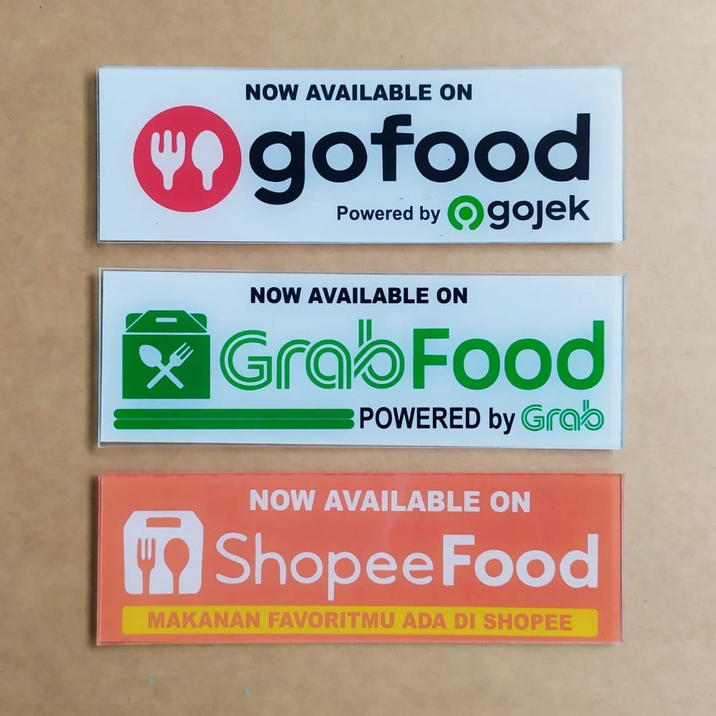 NOW AVAILABLE ON
gofood
Powered by gojek
NOW AVAILABLE ON
GrabFood
POWERED by Grab
NOW AVAILABLE ON
ShopeeFood
MAKANAN FAVORITMU ADA DI SHOPEE